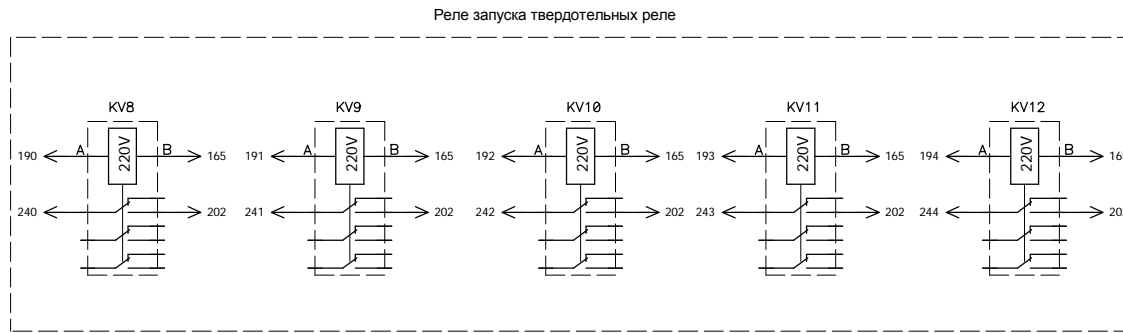 Реле запуска твердотельных реле
KV8 KV9 KV10 KV11 KV12
220V 220V 220V 220V 220V
190 A B 165 191 A B 165 192 A B 165 193 A B 165 194 A B
240 202 241 202 242 202 243 202 244